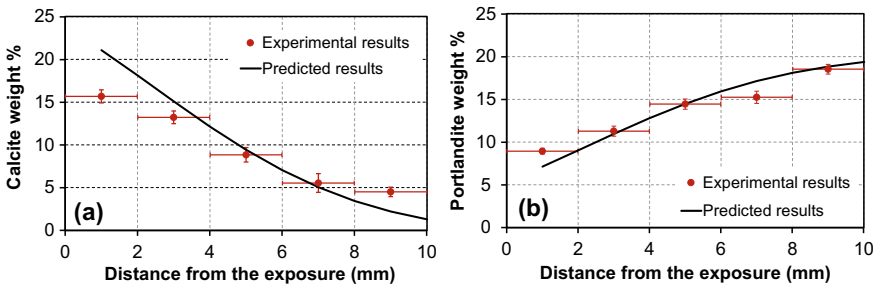 Calcite weight %
25
20
15
10
5
0
0 2 4 6 8 10
Distance from the exposure (mm)
Experimental results
Predicted results
(a)
Portlandite weight %
25
20
15
10
5
0
0 2 4 6 8 10
Distance from the exposure (mm)
Experimental results
Predicted results
(b)